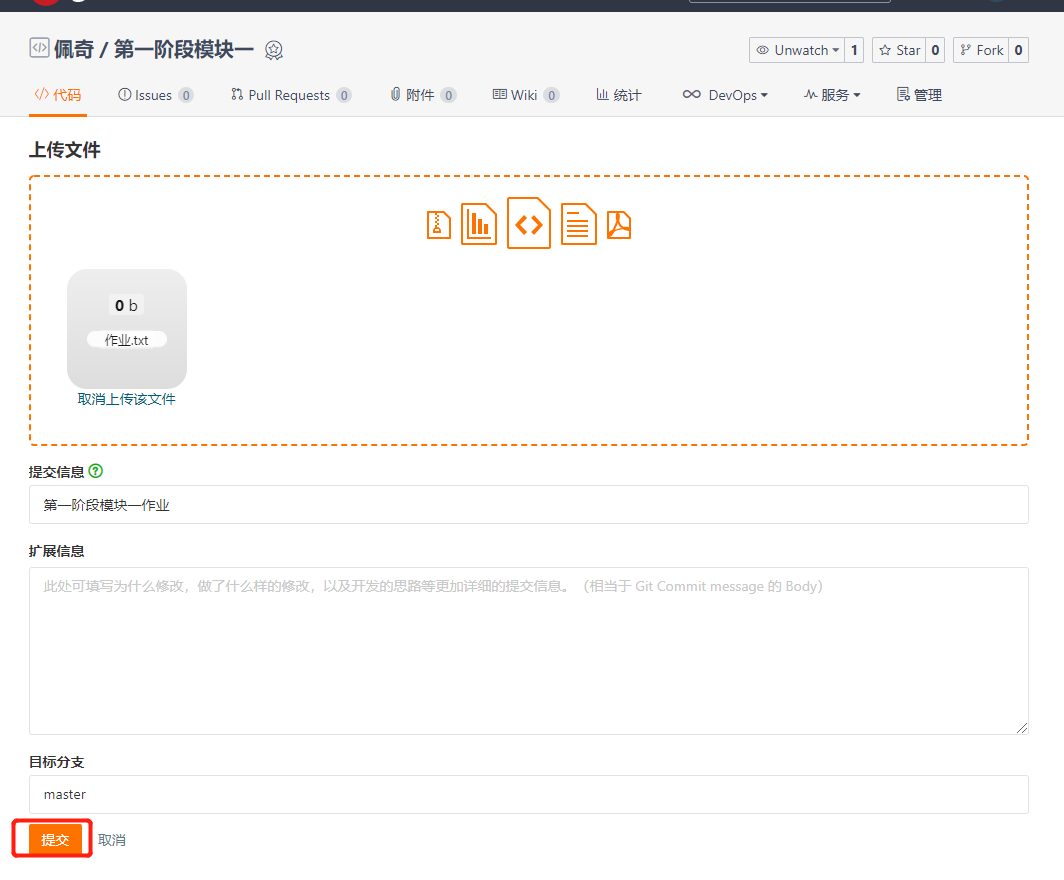 佩奇 / 第一阶段模块一
Unwatch 1 Star 0 Fork 0
代码 Issues 0 Pull Requests 0 附件 0 Wiki 0 统计 DevOps 服务 管理
上传文件
0 b
作业.txt
取消上传该文件
提交信息
第一阶段模块一作业
扩展信息
此处可填写为什么修改，做了什么样的修改，以及开发的思路等更加详细的提交信息。（相当于 Git Commit message 的 Body）
目标分支
master
提交 取消